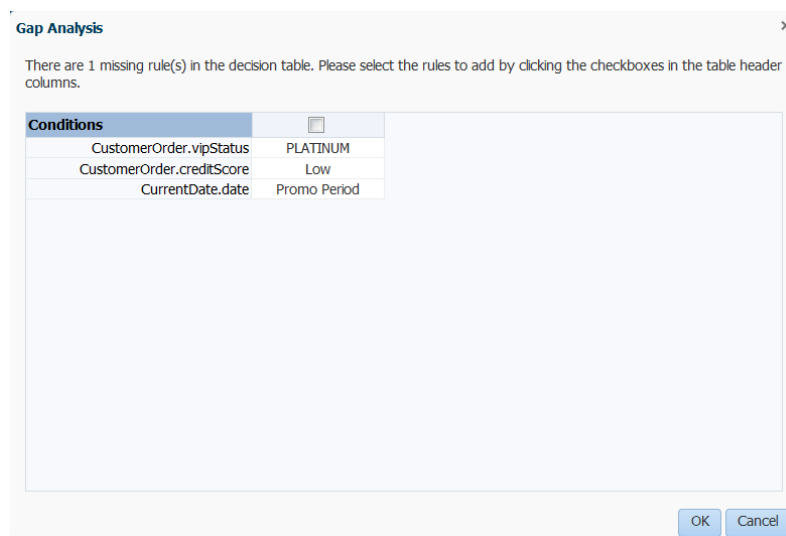 Gap Analysis
There are 1 missing rule(s) in the decision table. Please select the rules to add by clicking the checkboxes in the table header
columns.
Conditions
CustomerOrder.vipStatus PLATINUM
CustomerOrder.creditScore Low
CurrentDate.date Promo Period
OK Cancel